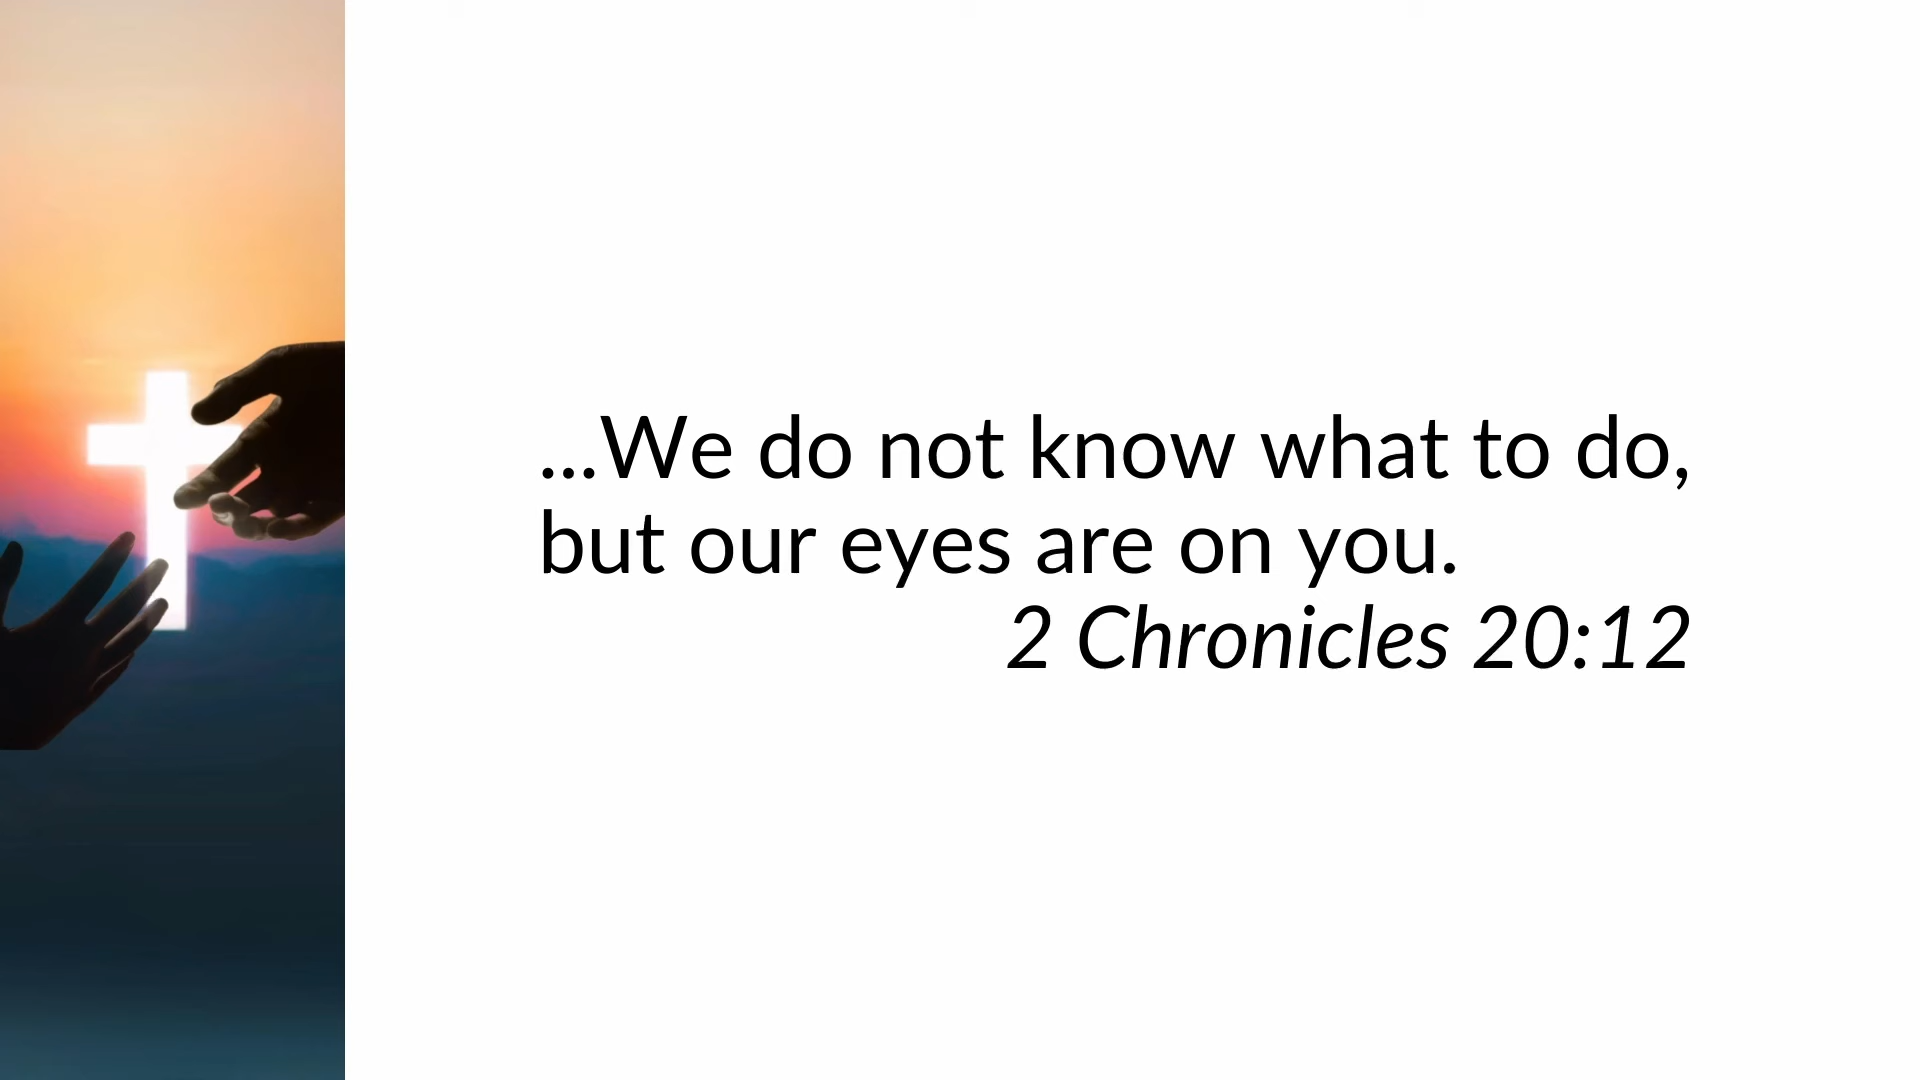 ...We do not know what to do,
but our eyes are on you.
2 Chronicles 20:12